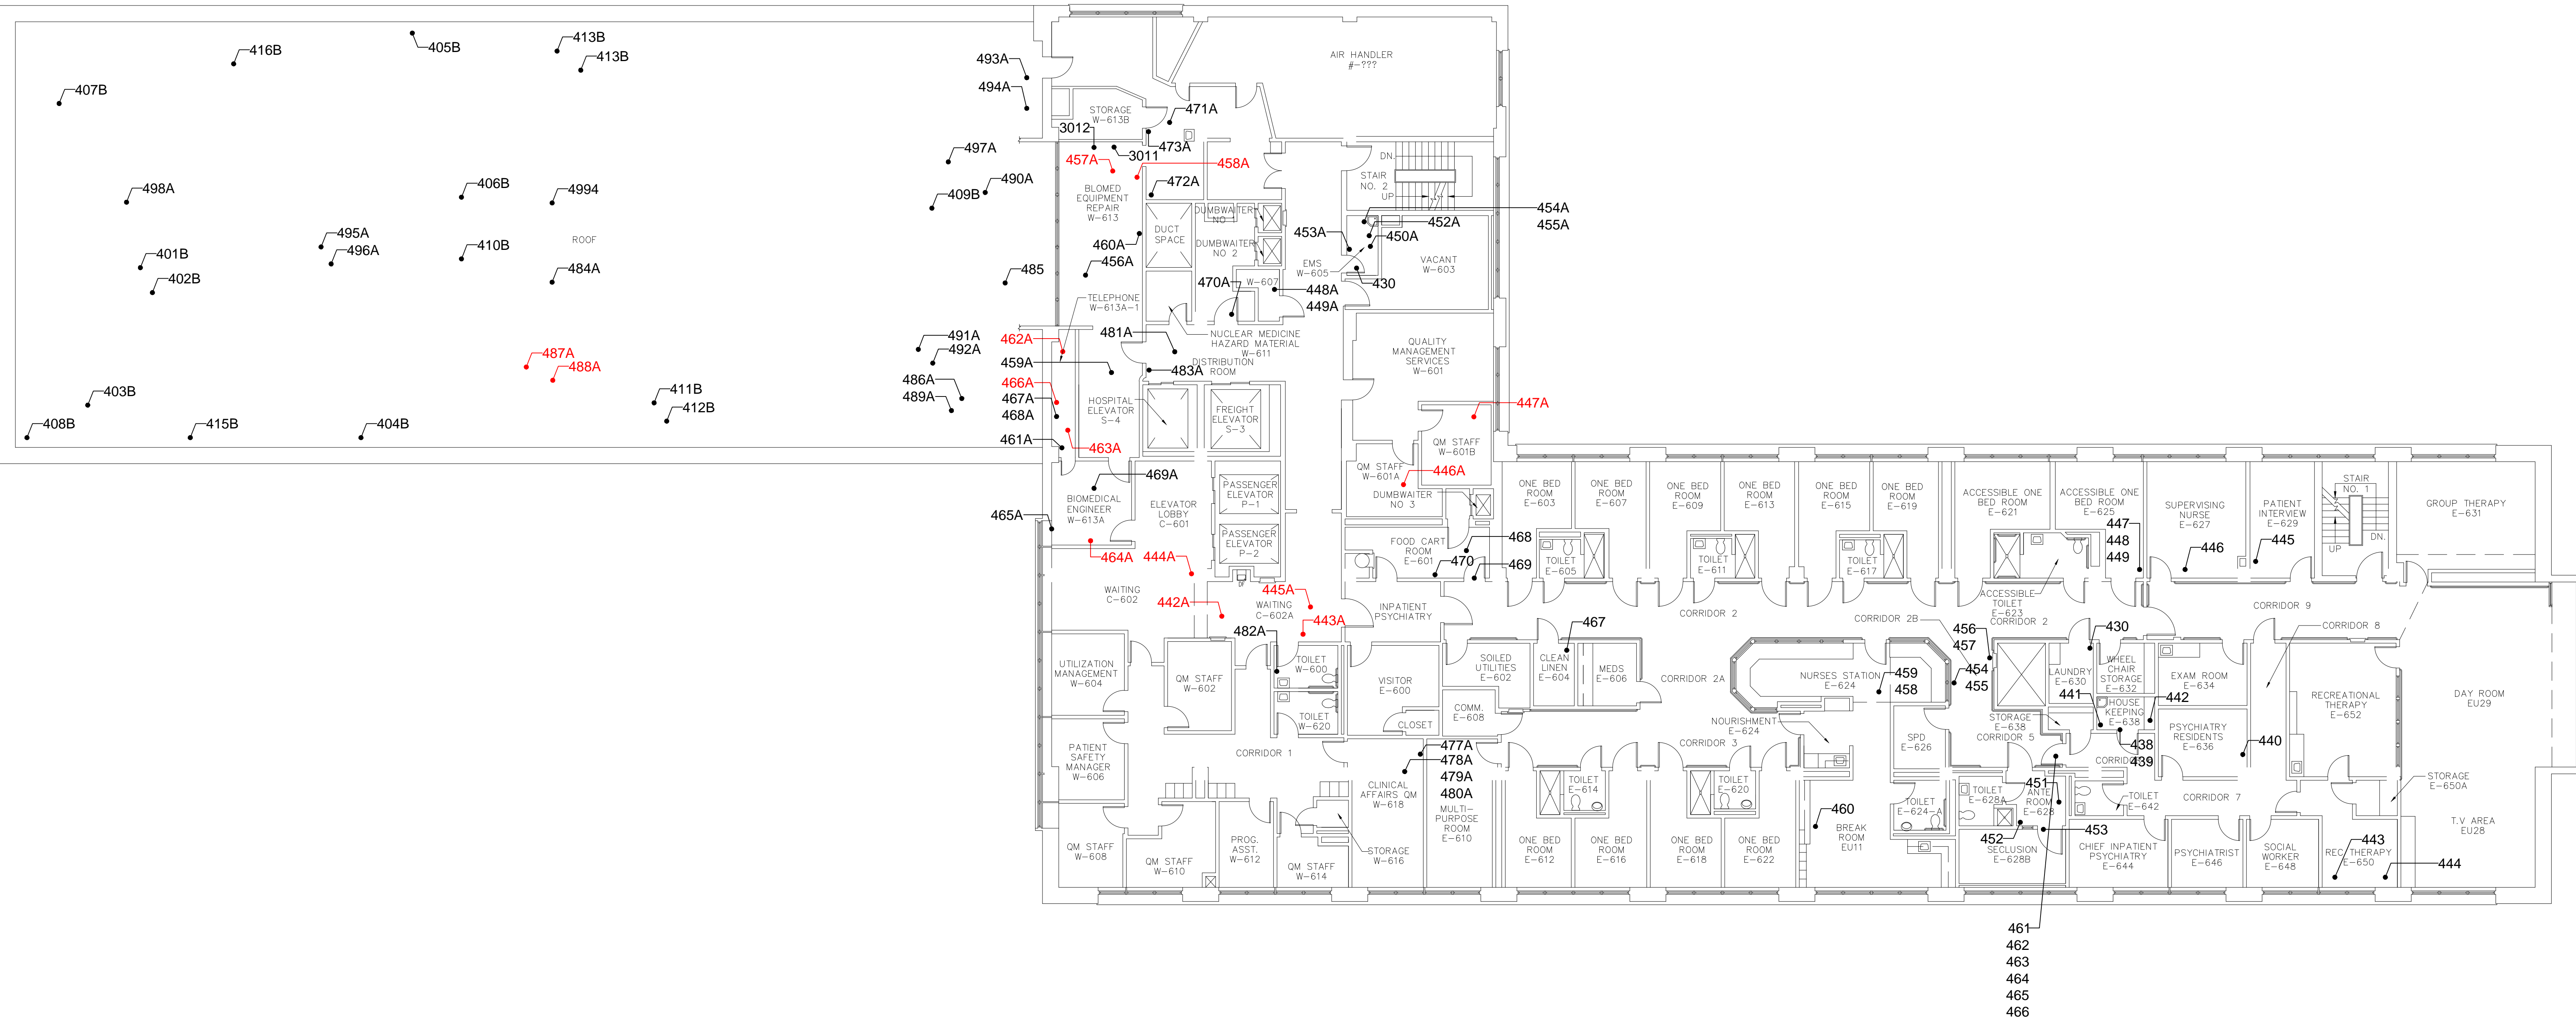 416B
405B
413B
413B
407B
498A
406B
4994
495A
496A
401B
402B
410B
ROOF
484A
403B
408B
415B
404B
487A
488A
411B
412B
493A
494A
497A
490A
409B
485
491A
492A
486A
489A
AIR HANDLER
#-???
STORAGE
W-613B
471A
3012
3011
473A
457A
458A
BLOMED
EQUIPMENT
REPAIR
W-613
472A
DUMBWAITER
NO
DUCT
SPACE
DUMBWAITER
NO 2
460A
456A
470A
W-607
448A
449A
TELEPHONE
W-613A-1
NUCLEAR MEDICINE
HAZARD MATERIAL
W-611
DISTRIBUTION
ROOM
481A
462A
459A
483A
466A
467A
468A
461A
463A
HOSPITAL
ELEVATOR
S-4
FREIGHT
ELEVATOR
S-3
DN.
STAIR
NO. 2
UP
454A
455A
452A
453A
450A
EMS
W-605
430
VACANT
W-603
QUALITY
MANAGEMENT
SERVICES
W-601
447A
QM STAFF
W-601B
QM STAFF
W-601A
446A
DUMBWAITER
NO 3
469A
BIOMEDICAL
ENGINEER
W-613A
465A
464A
ELEVATOR
LOBBY
C-601
PASSENGER
ELEVATOR
P-1
PASSENGER
ELEVATOR
P-2
DF
444A
442A
445A
443A
WAITING
C-602
WAITING
C-602A
482A
FOOD CART
ROOM
E-601
468
470
469
INPATIENT
PSYCHIATRY
ONE BED
ROOM
E-603
ONE BED
ROOM
E-607
ONE BED
ROOM
E-609
ONE BED
ROOM
E-613
ONE BED
ROOM
E-615
ONE BED
ROOM
E-619
ACCESSIBLE ONE
BED ROOM
E-621
ACCESSIBLE ONE
BED ROOM
E-625
SUPERVISING
NURSE
E-627
PATIENT
INTERVIEW
E-629
STAIR
NO. 1
UP
DN.
GROUP THERAPY
E-631
TOILET
E-605
TOILET
E-611
TOILET
E-617
447
448
449
446
445
ACCESSIBLE
TOILET
E-623
CORRIDOR 2
CORRIDOR 2
CORRIDOR 2B
CORRIDOR 9
CORRIDOR 8
UTILIZATION
MANAGEMENT
W-604
QM STAFF
W-602
TOILET
W-600
TOILET
W-620
VISITOR
E-600
CLOSET
SOILED
UTILITIES
E-602
CLEAN
LINEN
E-604
467
MEDS
E-606
COMM.
E-608
CORRIDOR 2A
NURSES STATION
E-624
459
458
456
457
454
455
NOURISHMENT
E-624
430
LAUNDRY
E-630
WHEEL
CHAIR
STORAGE
E-632
EXAM ROOM
E-634
441
442
HOUSE
KEEPING
E-638
STORAGE
E-638
CORRIDOR 5
438
439
PSYCHIATRY
RESIDENTS
E-636
440
RECREATIONAL
THERAPY
E-652
DAY ROOM
EU29
PATIENT
SAFETY
MANAGER
W-606
CORRIDOR 1
CORRIDOR 3
SPD
E-626
477A
478A
479A
480A
CLINICAL
AFFAIRS QM
W-618
MULTI-
PURPOSE
ROOM
E-610
TOILET
E-614
TOILET
E-620
460
BREAK
ROOM
EU11
TOILET
E-624-A
TOILET
E-628A
451
ANTE
ROOM
E-628
452
453
SECLUSION
E-628B
TOILET
E-642
CORRIDOR 7
STORAGE
E-650A
T.V AREA
EU28
QM STAFF
W-608
QM STAFF
W-610
PROG.
ASST.
W-612
QM STAFF
W-614
STORAGE
W-616
ONE BED
ROOM
E-612
ONE BED
ROOM
E-616
ONE BED
ROOM
E-618
ONE BED
ROOM
E-622
CHIEF INPATIENT
PSYCHIATRY
E-644
PSYCHIATRIST
E-646
SOCIAL
WORKER
E-648
REC THERAPY
E-650
443
444
461
462
463
464
465
466